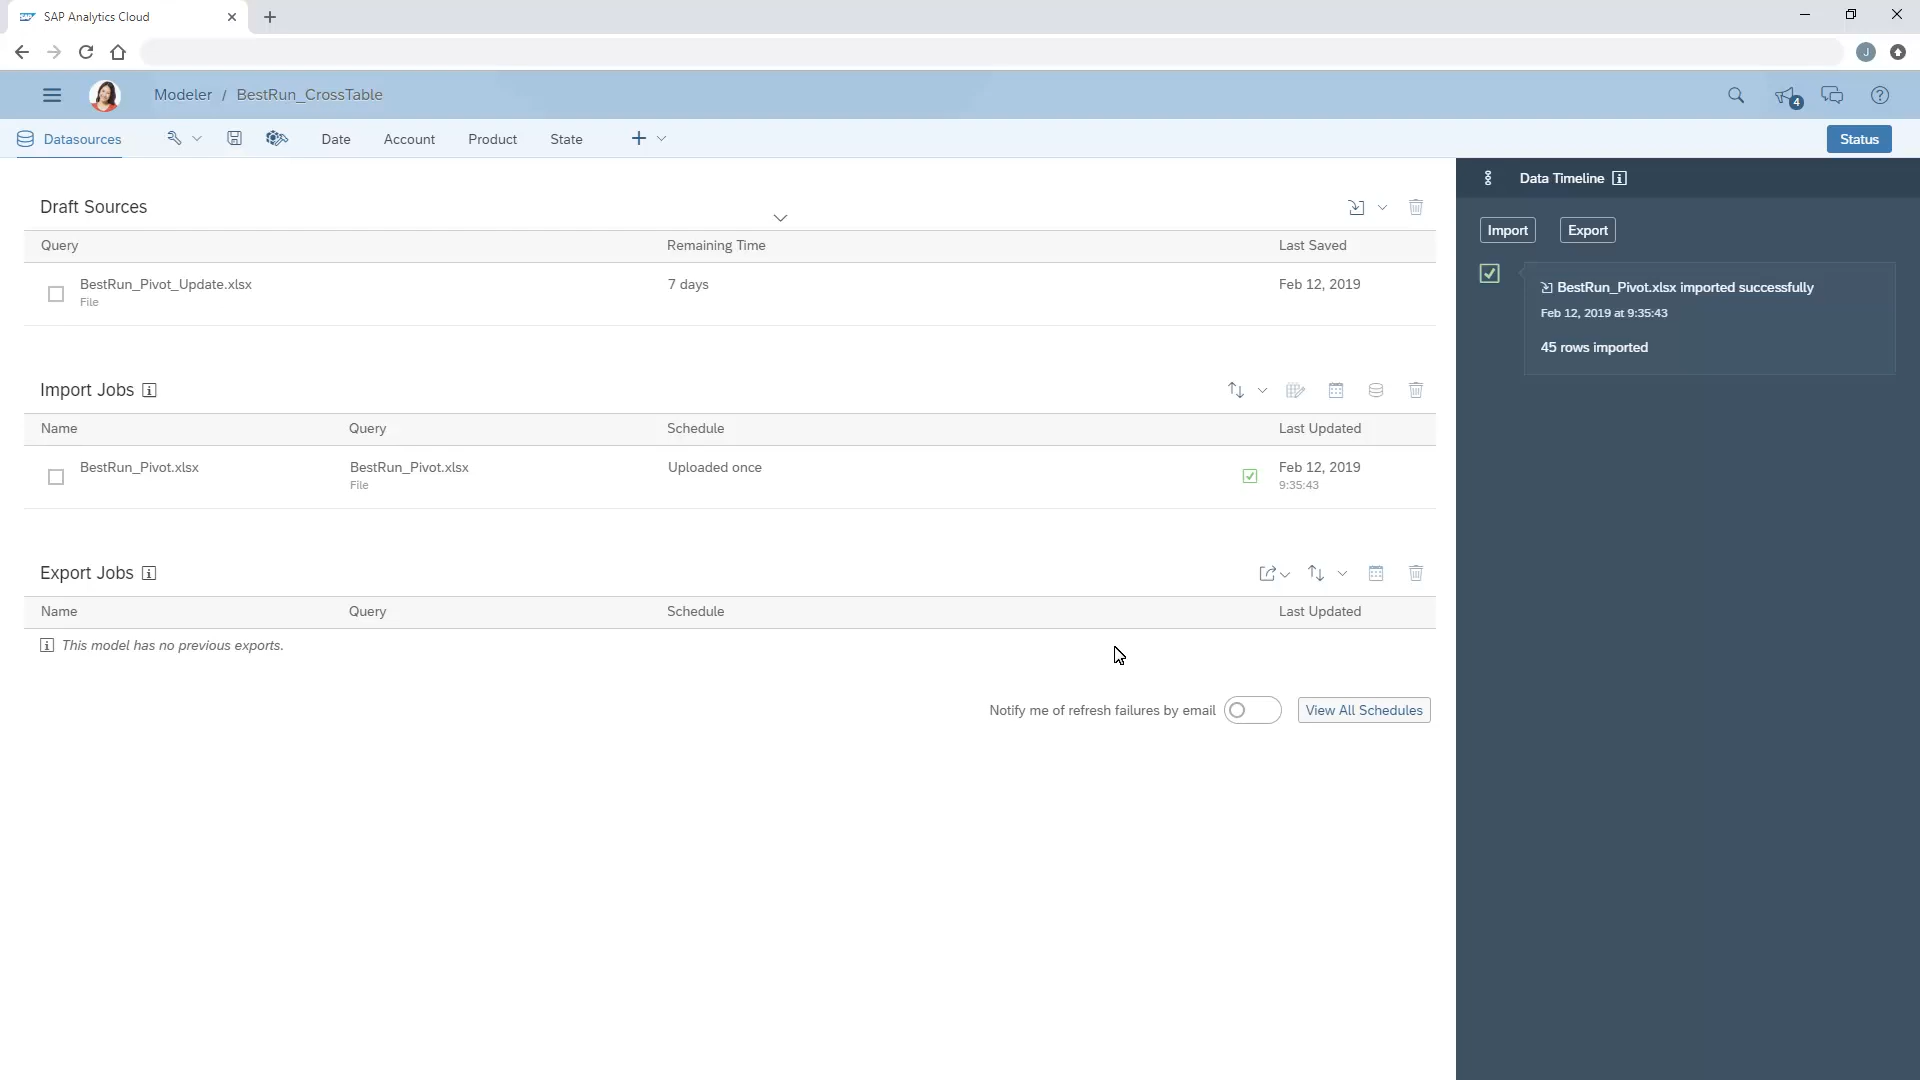 SAP Analytics Cloud
J
Modeler / BestRun_CrossTable
4
Datasources Date Account Product State Status
Draft Sources
Query Remaining Time Last Saved
BestRun_Pivot_Update.xlsx 7 days Feb 12, 2019
File
Import Jobs
Name Query Schedule Last Updated
BestRun_Pivot.xlsx BestRun_Pivot.xlsx Uploaded once Feb 12, 2019
File 9:35:43
Export Jobs
Name Query Schedule Last Updated
This model has no previous exports.
Notify me of refresh failures by email View All Schedules
Data Timeline
Import Export
BestRun_Pivot.xlsx imported successfully
Feb 12, 2019 at 9:35:43
45 rows imported